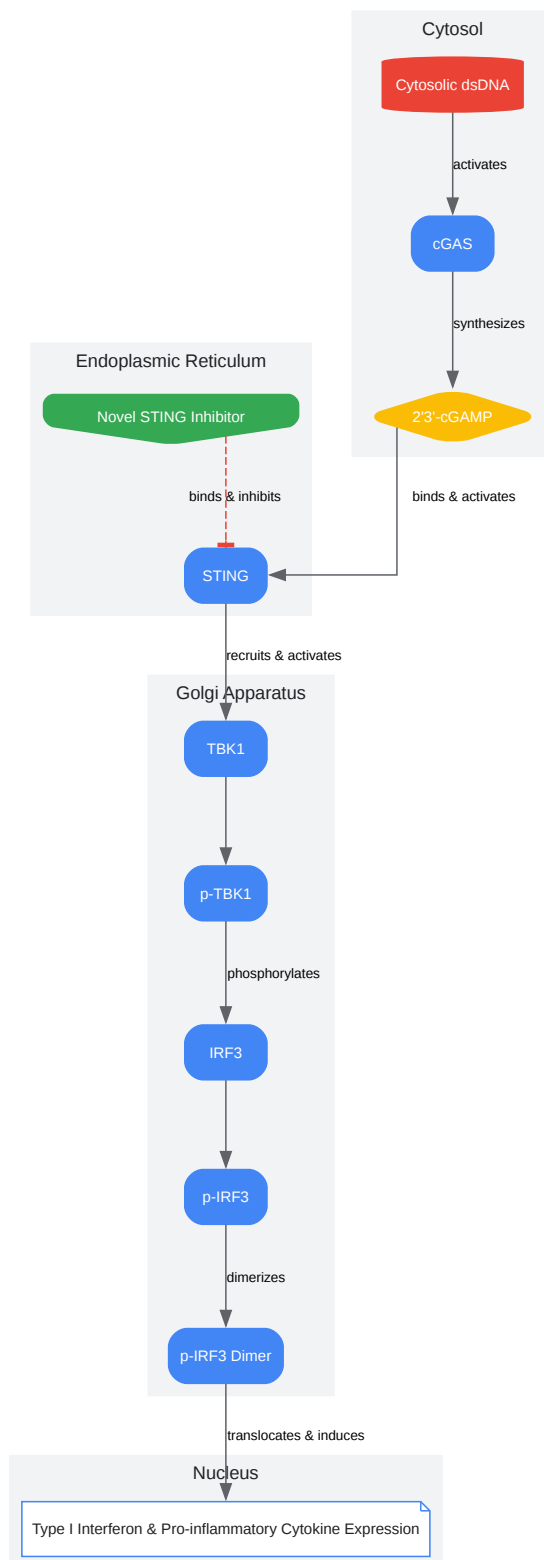 Cytosol
Cytosolic dsDNA
activates
cGAS
synthesizes
Endoplasmic Reticulum
Novel STING Inhibitor
2'3'-cGAMP
binds & inhibits
binds & activates
STING
recruits & activates
Golgi Apparatus
TBK1
p-TBK1
phosphorylates
IRF3
p-IRF3
dimerizes
p-IRF3 Dimer
translocates & induces
Nucleus
Type I Interferon & Pro-inflammatory Cytokine Expression